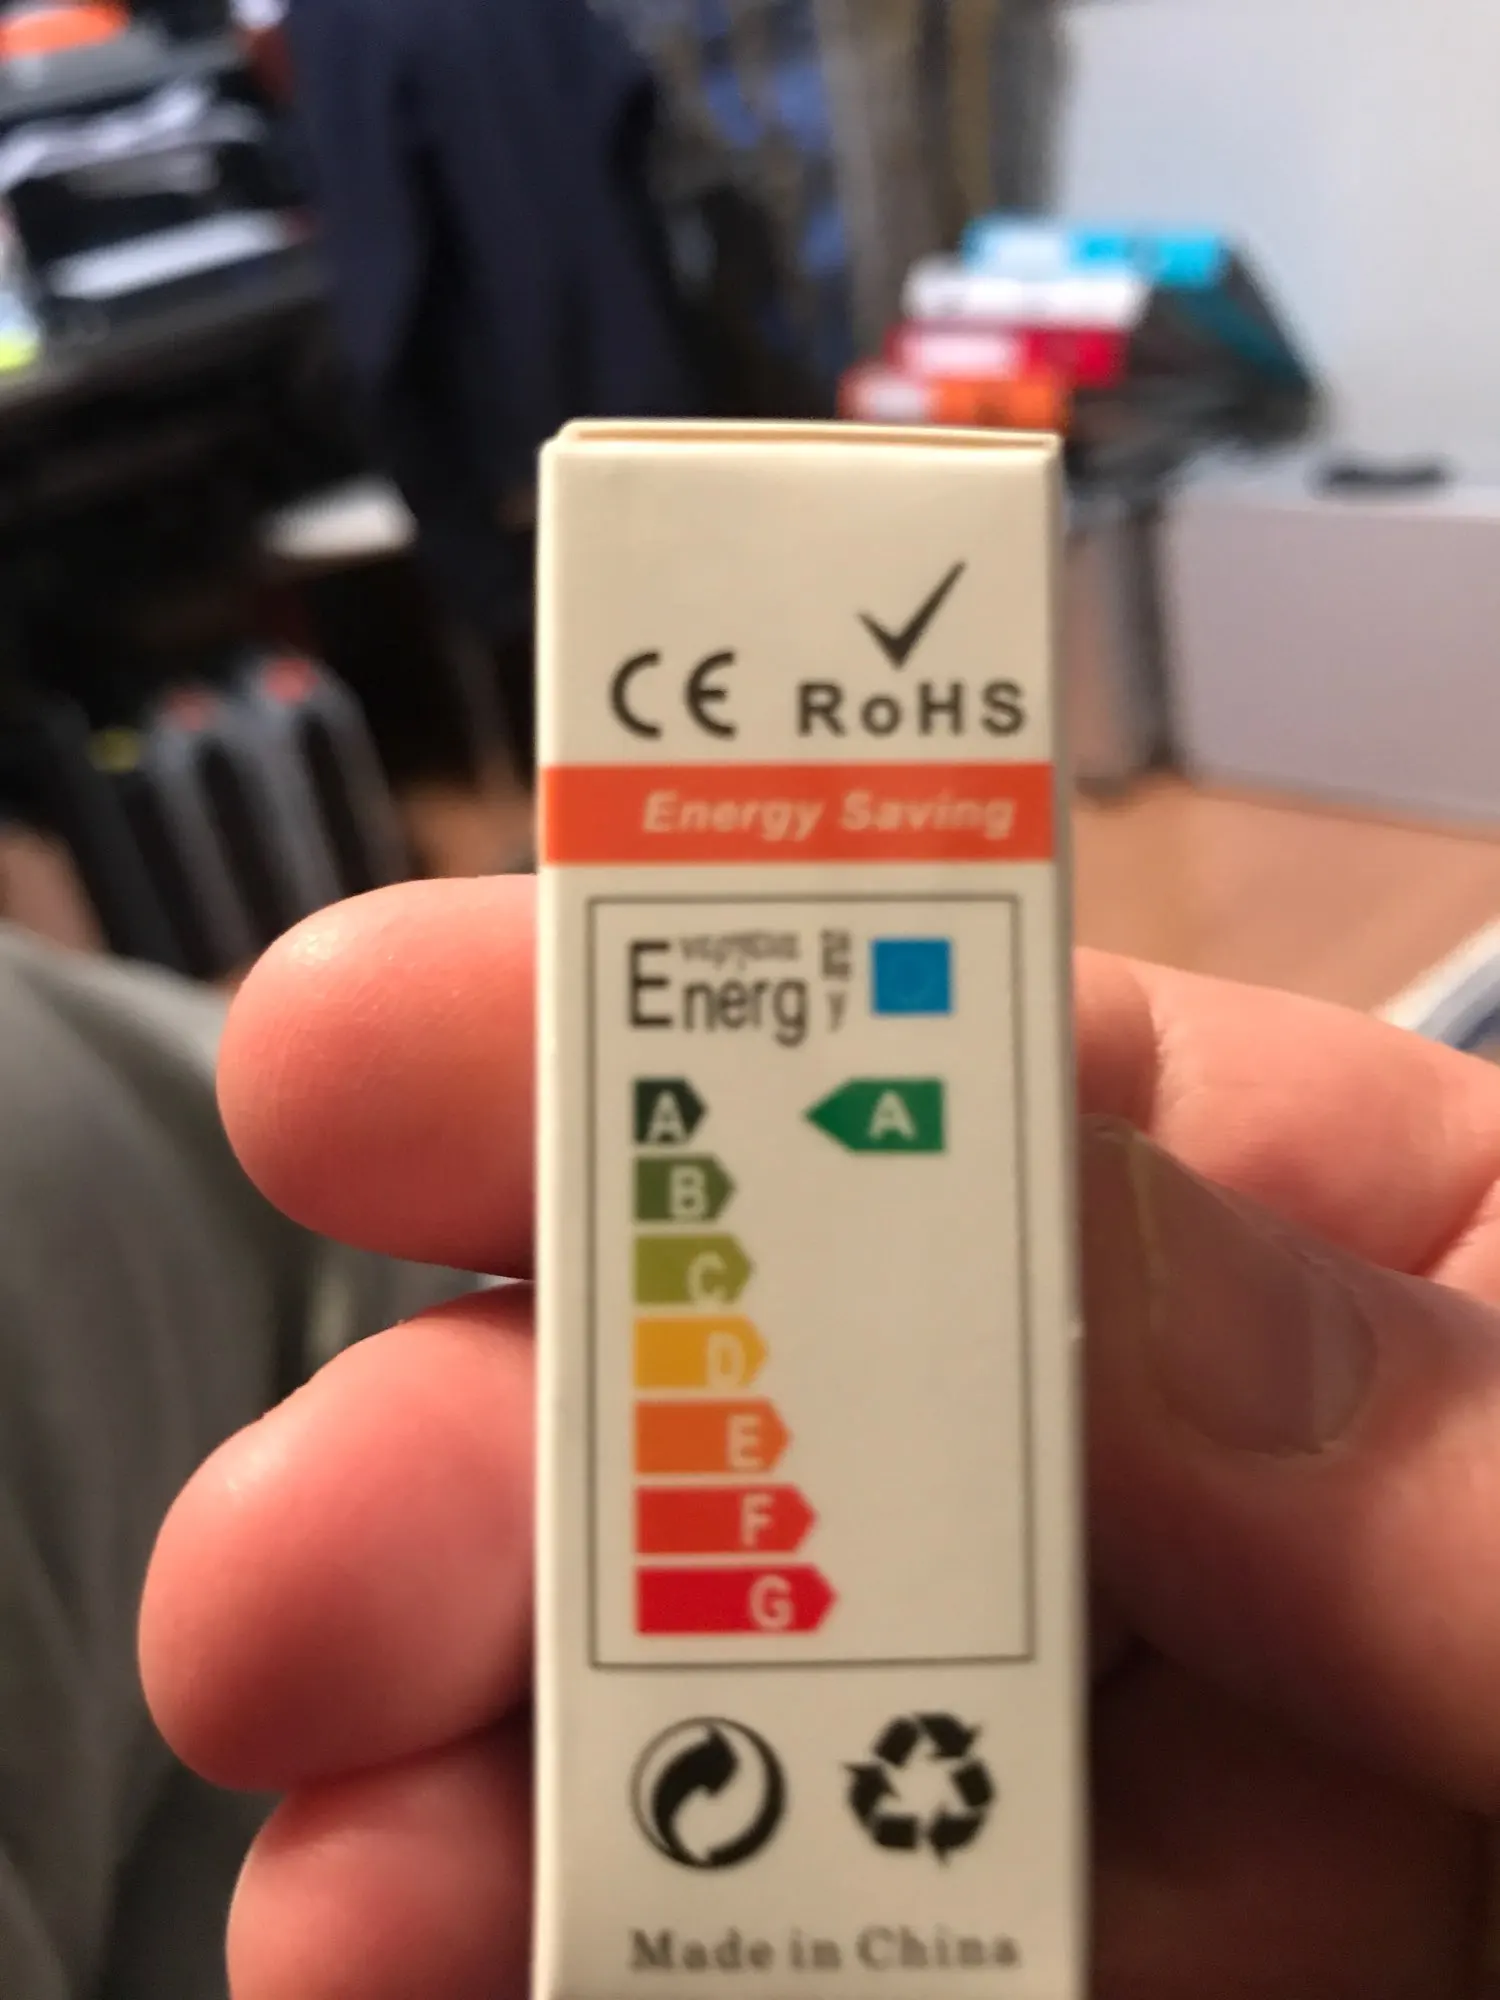 CE RoHS
Energy Saving
Energ y
A A
B
C
D
E
F
G
Made in China